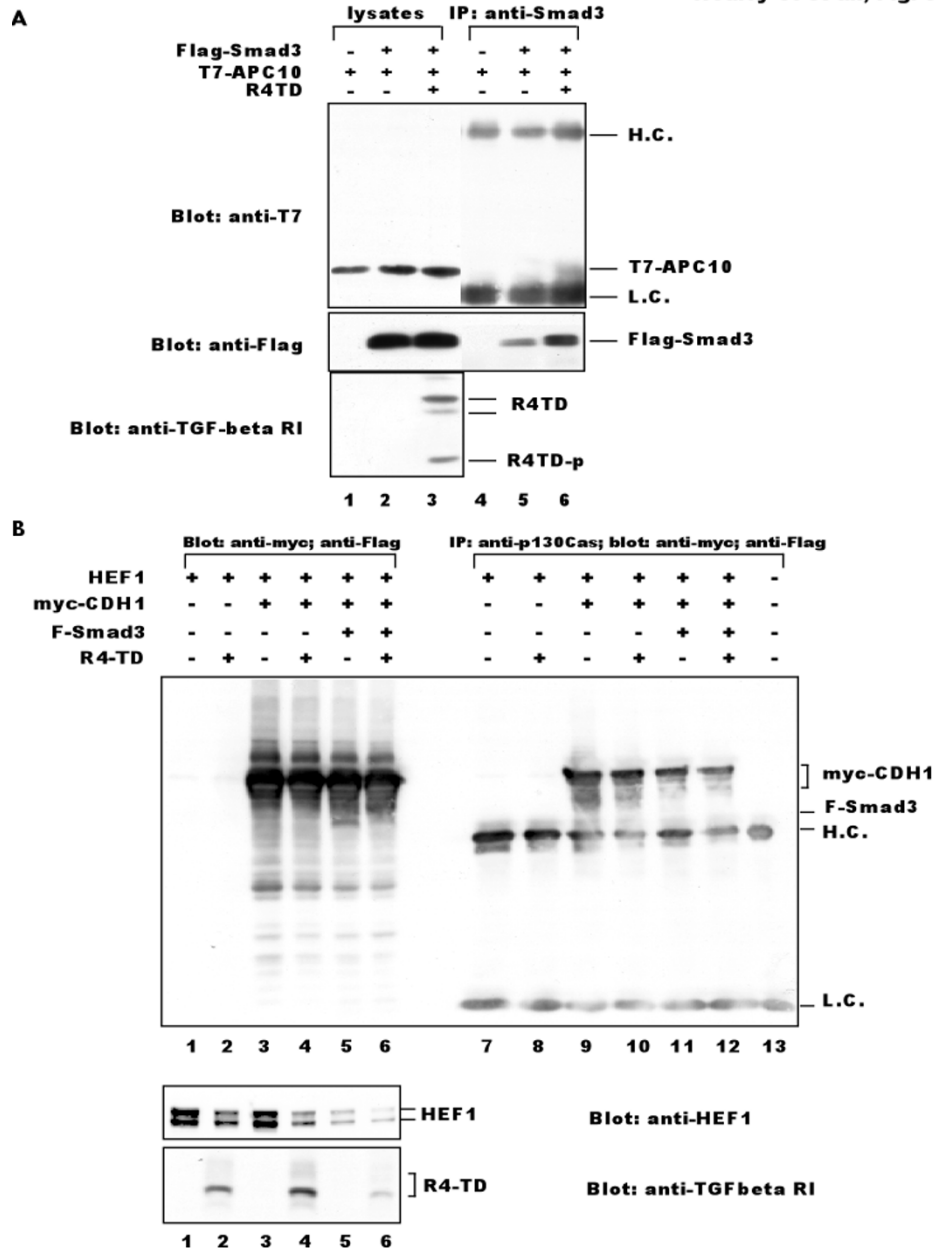 A
lysates IP: anti-Smad3
Flag-Smad3 - + + - + +
T7-APC10 + + + + + +
R4TD - - + - - +
H.C.
Blot: anti-T7
T7-APC10
L.C.
Blot: anti-Flag
Flag-Smad3
R4TD
Blot: anti-TGF-beta RI
R4TD-p
1 2 3 4 5 6
B
Blot: anti-myc; anti-Flag IP: anti-p130Cas; blot: anti-myc; anti-Flag
HEF1 + + + + + + + + + + + + -
myc-CDH1 - - + + + + - - + + + + -
F-Smad3 - - - - + + - - - - + + -
R4-TD - + - + - + - + - + - + -
myc-CDH1
F-Smad3
H.C.
L.C.
1 2 3 4 5 6 7 8 9 10 11 12 13
HEF1 Blot: anti-HEF1
R4-TD Blot: anti-TGFbeta RI
1 2 3 4 5 6